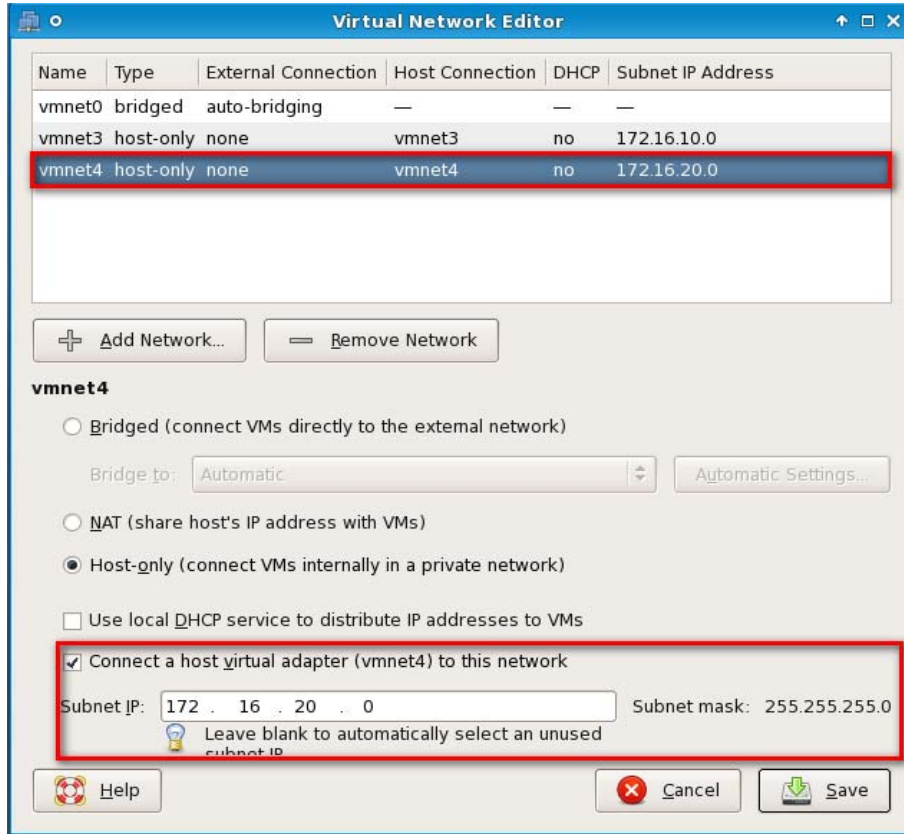 Virtual Network Editor
Name Type External Connection Host Connection DHCP Subnet IP Address
vmnet0 bridged auto-bridging — — —
vmnet3 host-only none vmnet3 no 172.16.10.0
vmnet4 host-only none vmnet4 no 172.16.20.0
Add Network... Remove Network
vmnet4
Bridged (connect VMs directly to the external network)
Bridge to: Automatic Automatic Settings...
NAT (share host's IP address with VMs)
Host-only (connect VMs internally in a private network)
Use local DHCP service to distribute IP addresses to VMs
Connect a host virtual adapter (vmnet4) to this network
Subnet IP: 172 . 16 . 20 . 0 Subnet mask: 255.255.255.0
Leave blank to automatically select an unused
subnet IP
Help Cancel Save